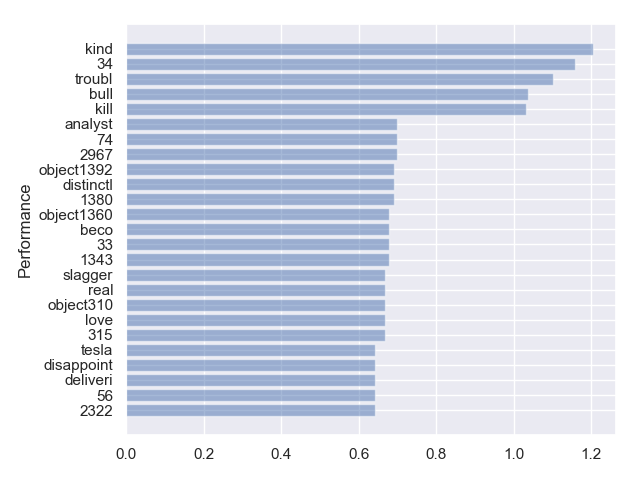 kind
34
troubl
bull
kill
analyst
74
2967
object1392
distinctl
1380
object1360
beco
33
1343
slagger
real
object310
love
315
tesla
disappoint
deliveri
56
2322
Performance
0.0 0.2 0.4 0.6 0.8 1.0 1.2